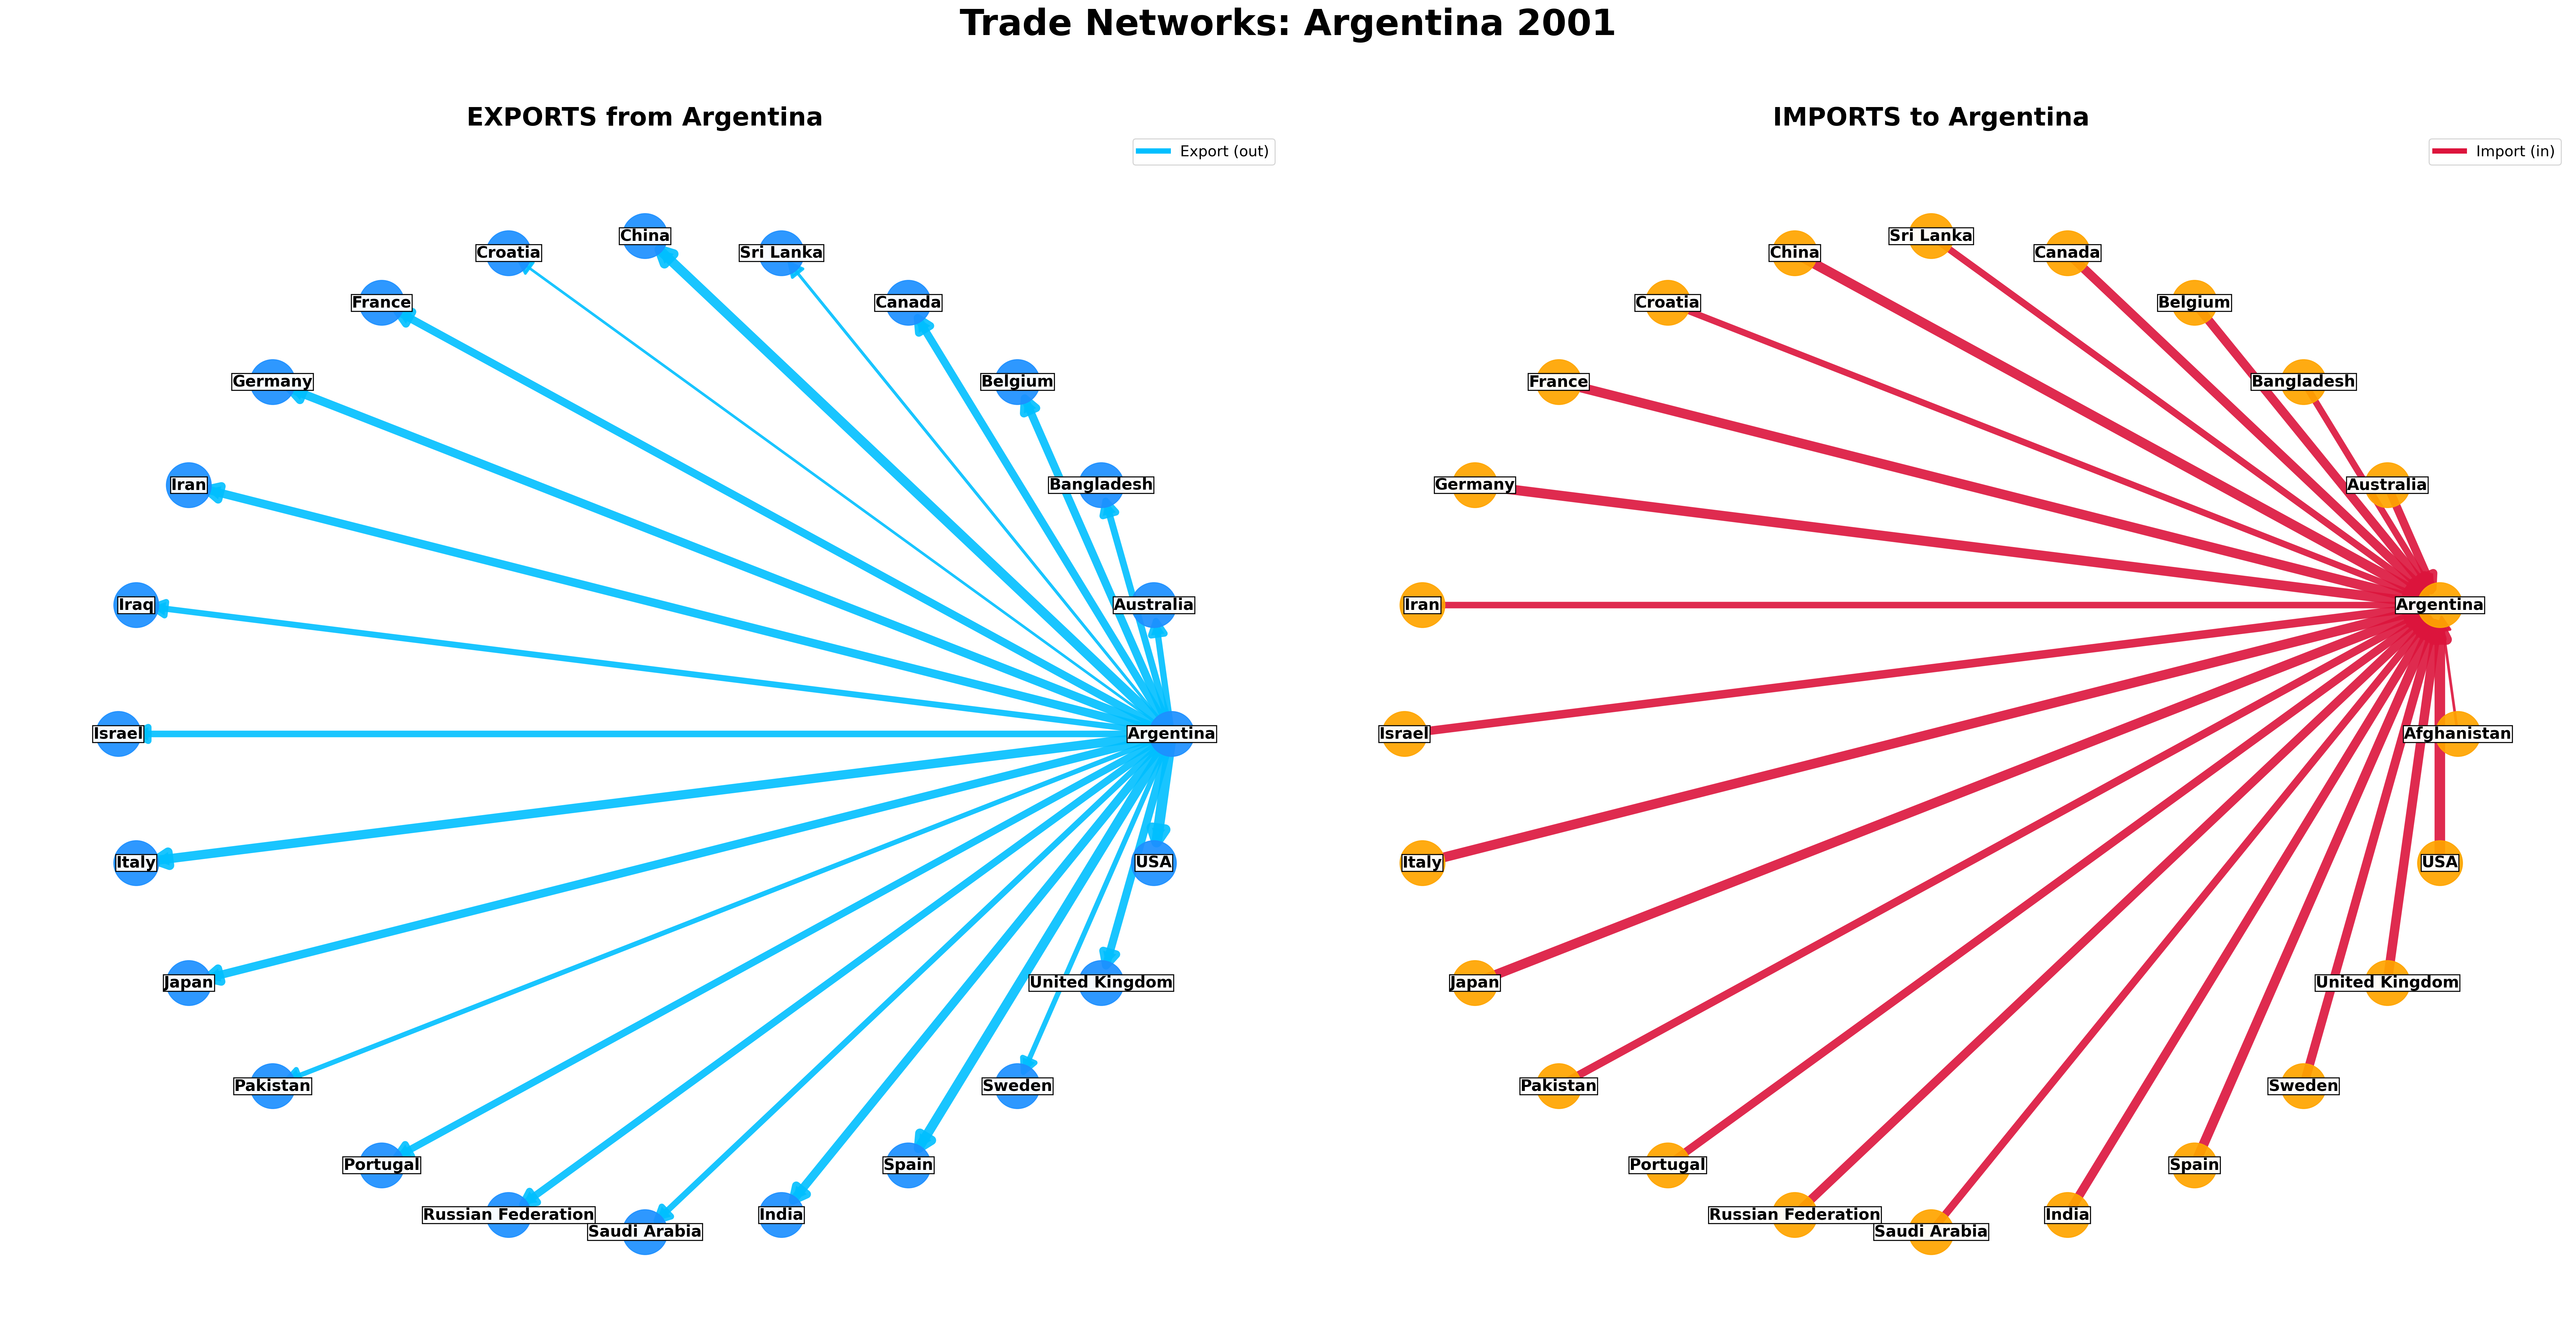 Trade Networks: Argentina 2001
EXPORTS from Argentina
Export (out)
China
Croatia
Sri Lanka
France
Canada
Germany
Belgium
Iran
Bangladesh
Iraq
Australia
Israel
Argentina
Italy
USA
Japan
United Kingdom
Pakistan
Sweden
Portugal
Spain
Russian Federation
India
Saudi Arabia
IMPORTS to Argentina
Import (in)
Sri Lanka
China
Canada
Croatia
Belgium
France
Bangladesh
Germany
Australia
Iran
Argentina
Israel
Afghanistan
Italy
USA
Japan
United Kingdom
Pakistan
Sweden
Portugal
Spain
Russian Federation
India
Saudi Arabia